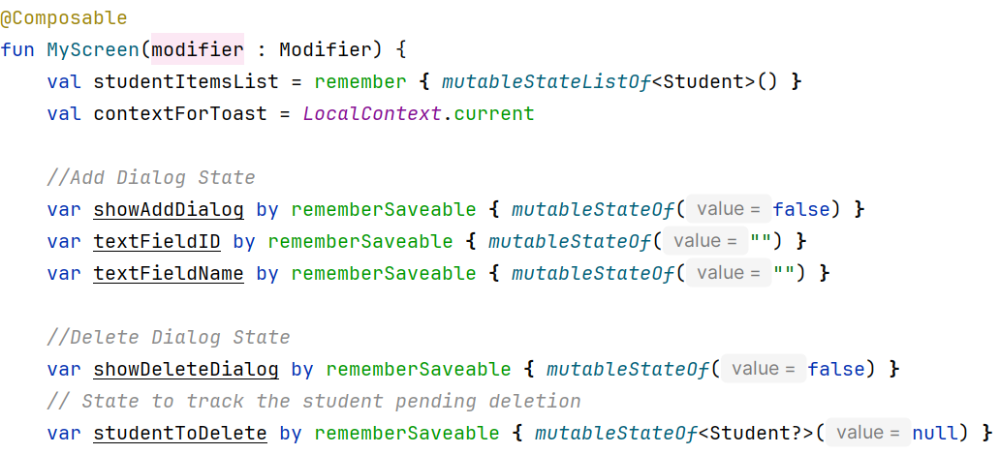 @Composable
fun MyScreen(modifier : Modifier) {
    val studentItemsList = remember { mutableStateListOf<Student>() }
    val contextForToast = LocalContext.current

    //Add Dialog State
    var showAddDialog by rememberSaveable { mutableStateOf( value = false) }
    var textFieldID by rememberSaveable { mutableStateOf( value = "") }
    var textFieldName by rememberSaveable { mutableStateOf( value = "") }

    //Delete Dialog State
    var showDeleteDialog by rememberSaveable { mutableStateOf( value = false) }
    // State to track the student pending deletion
    var studentToDelete by rememberSaveable { mutableStateOf<Student?>( value = null) }